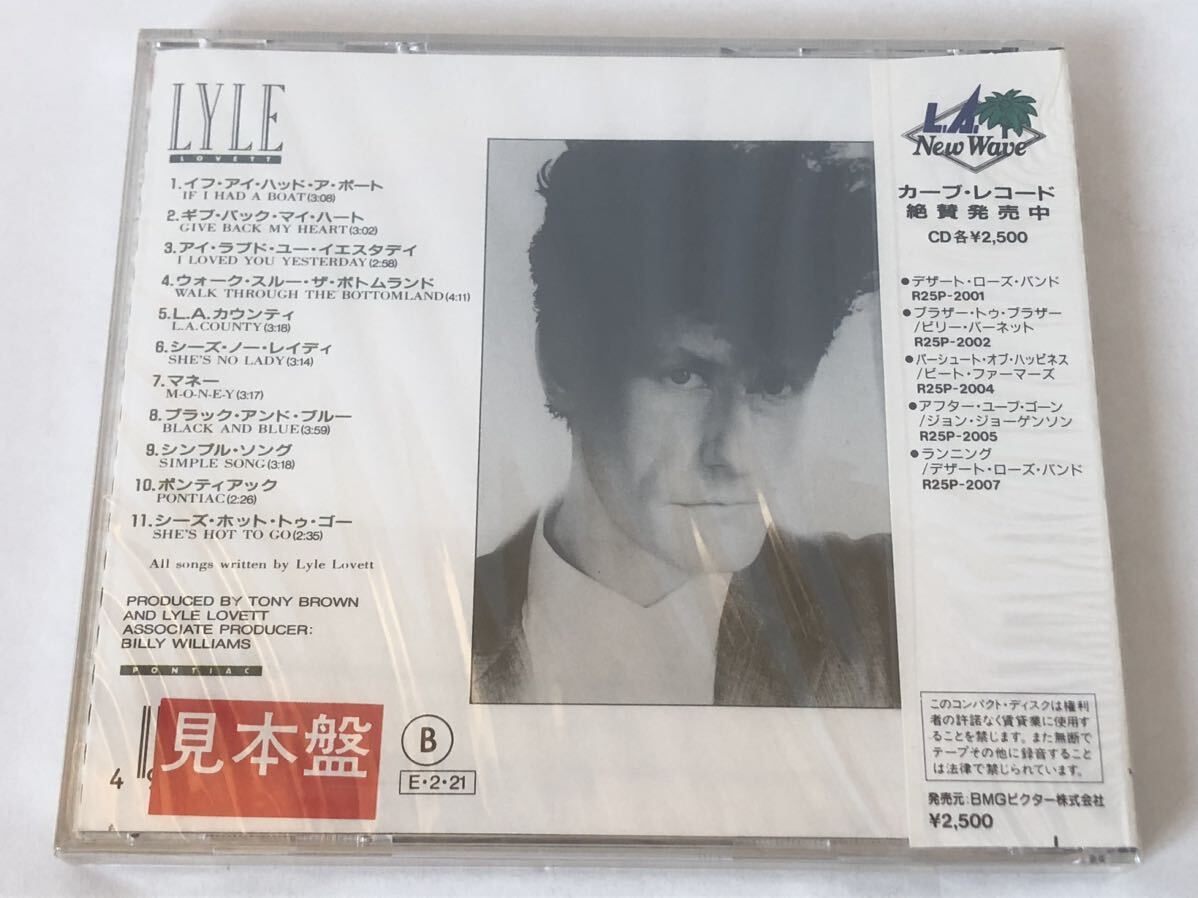 LYLE
LOVETT
1.イフ・アイ・ハッド・ア・ボート
IF I HAD A BOAT(3:08)
2.ギブ・バック・マイ・ハート
GIVE BACK MY HEART(3:02)
3.アイ・ラブド・ユー・イエスタデイ
I LOVED YOU YESTERDAY(2:58)
4.ウォーク・スルー・ザ・ボトムランド
WALK THROUGH THE BOTTOMLAND(4:11)
5.L.A.カウンティ
L.A.COUNTY(3:18)
6.シーズ・ノー・レイディ
SHE'S NO LADY(3:14)
7.マネー
M-O-N-E-Y(3:17)
8.ブラック・アンド・ブルー
BLACK AND BLUE(3:59)
9.シンプル・ソング
SIMPLE SONG(3:18)
10.ポンティアック
PONTIAC(2:26)
11.シーズ・ホット・トゥ・ゴー
SHE'S HOT TO GO(2:35)
All songs written by Lyle Lovett
PRODUCED BY TONY BROWN
AND LYLE LOVETT
ASSOCIATE PRODUCER:
BILLY WILLIAMS
PONTIAC
見本盤
4
B
E・2・21
L.A.
New Wave
カーブ・レコード
絶賛発売中
CD各¥2,500
●デザート・ローズ・バンド
R25P-2001
●ブラザー・トゥ・ブラザー
/ビリー・バーネット
R25P-2002
●パーシュート・オブ・ハッピネス
/ビート・ファーマーズ
R25P-2004
●アフター・ユーブ・ゴーン
/ジョン・ジョーゲンソン
R25P-2005
●ランニング
/デザート・ローズ・バンド
R25P-2007
このコンパクト・ディスクは権利
者の許諾なく賃貸業に使用す
ることを禁じます。また無断で
テープその他に録音すること
は法律で禁じられています。
発売元:BMGビクター株式会社
¥2,500